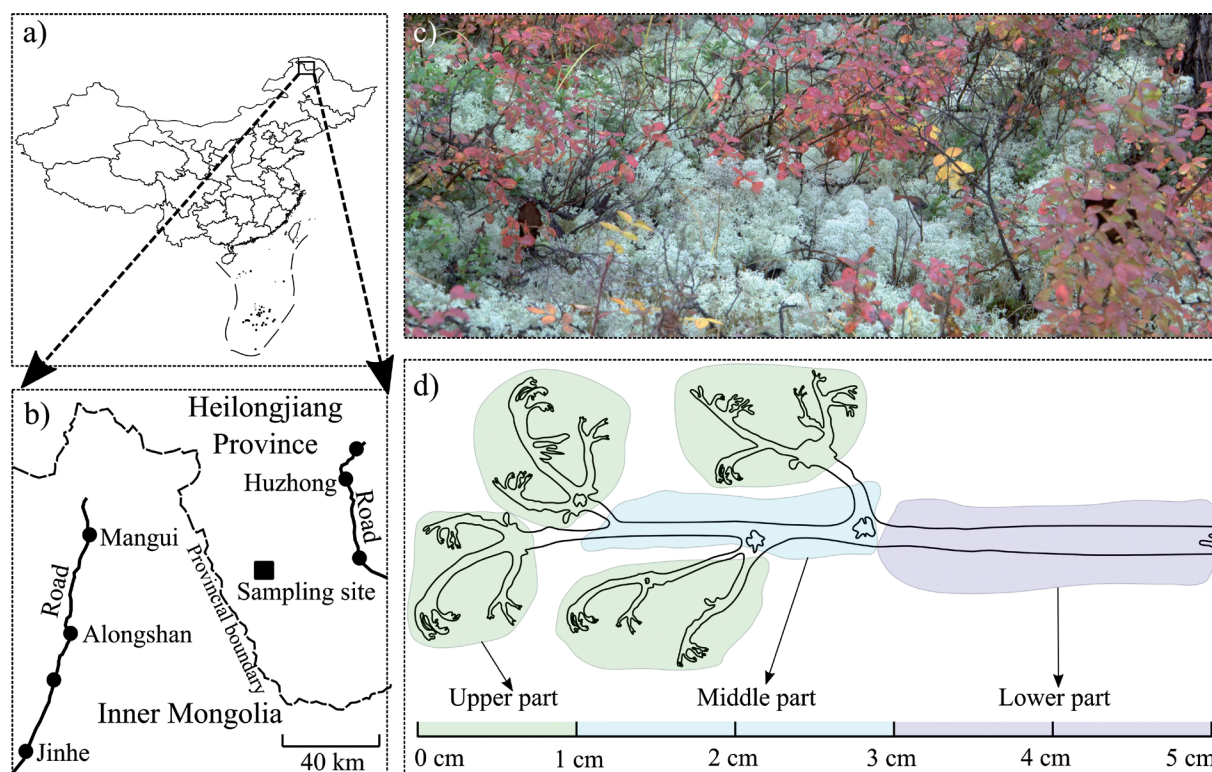 a)
b)
Heilongjiang
Province
Huzhong
Road
Mangui
Road
Provincial boundary
Sampling site
Alongshan
Inner Mongolia
Jinhe
40 km
c)
d)
Upper part
Middle part
Lower part
0 cm
1 cm
2 cm
3 cm
4 cm
5 cm